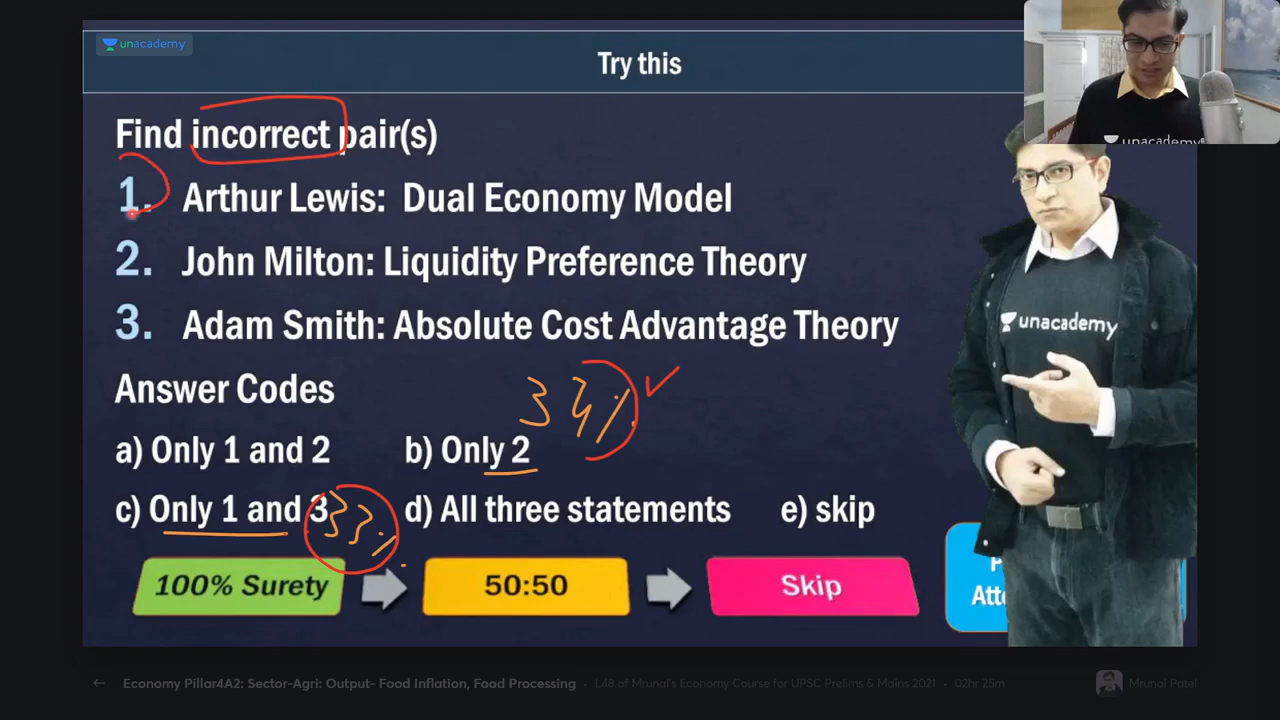 unacademy
Try this
Find incorrect pair(s)
1. Arthur Lewis: Dual Economy Model
2. John Milton: Liquidity Preference Theory
3. Adam Smith: Absolute Cost Advantage Theory
Answer Codes
34%
a) Only 1 and 2 b) Only 2
c) Only 1 and 3 33% d) All three statements e) skip
100% Surety 50:50 Skip
unacademy
unacademy
Economy Pillar4A2: Sector-Agri: Output- Food Inflation, Food Processing • L48 of Mrunal's Economy Course for UPSC Prelims & Mains 2021 • 02hr 25m
Mrunal Patel